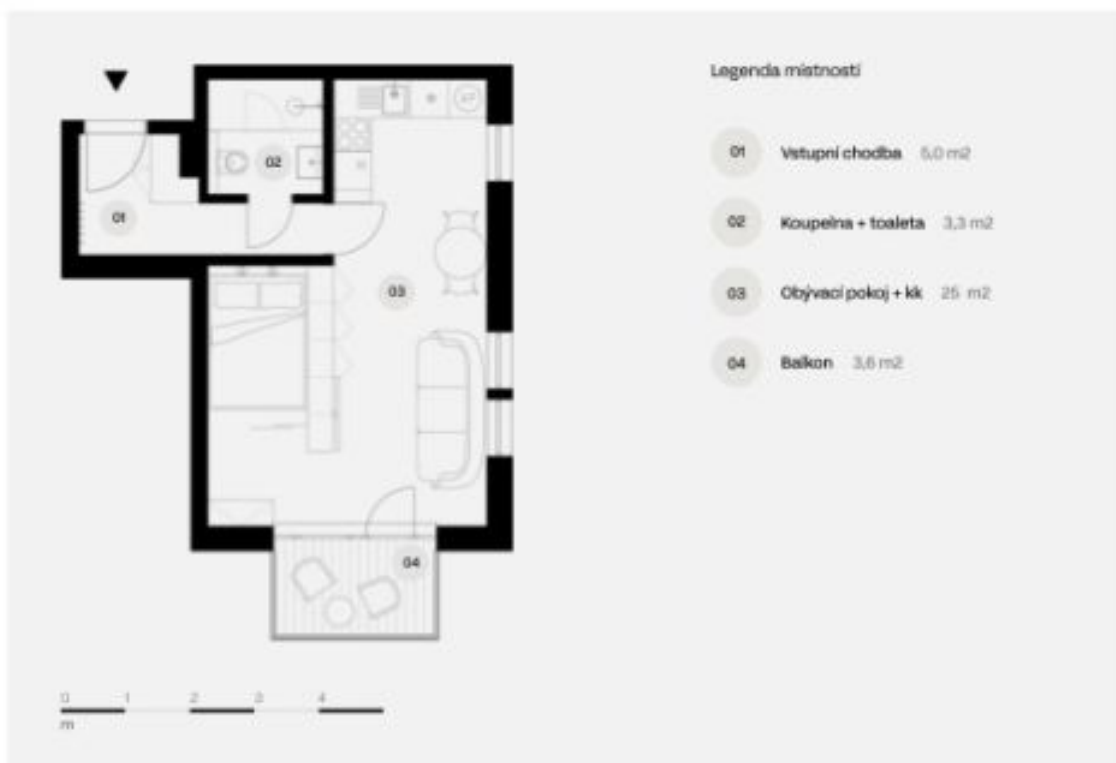 Legenda místností
01 Vstupní chodba 5,0 m2
02 Koupelna + toaleta 3,3 m2
03 Obývací pokoj + kk 25 m2
04 Balkon 3,6 m2
02
01
03
04
0 1 2 3 4
m